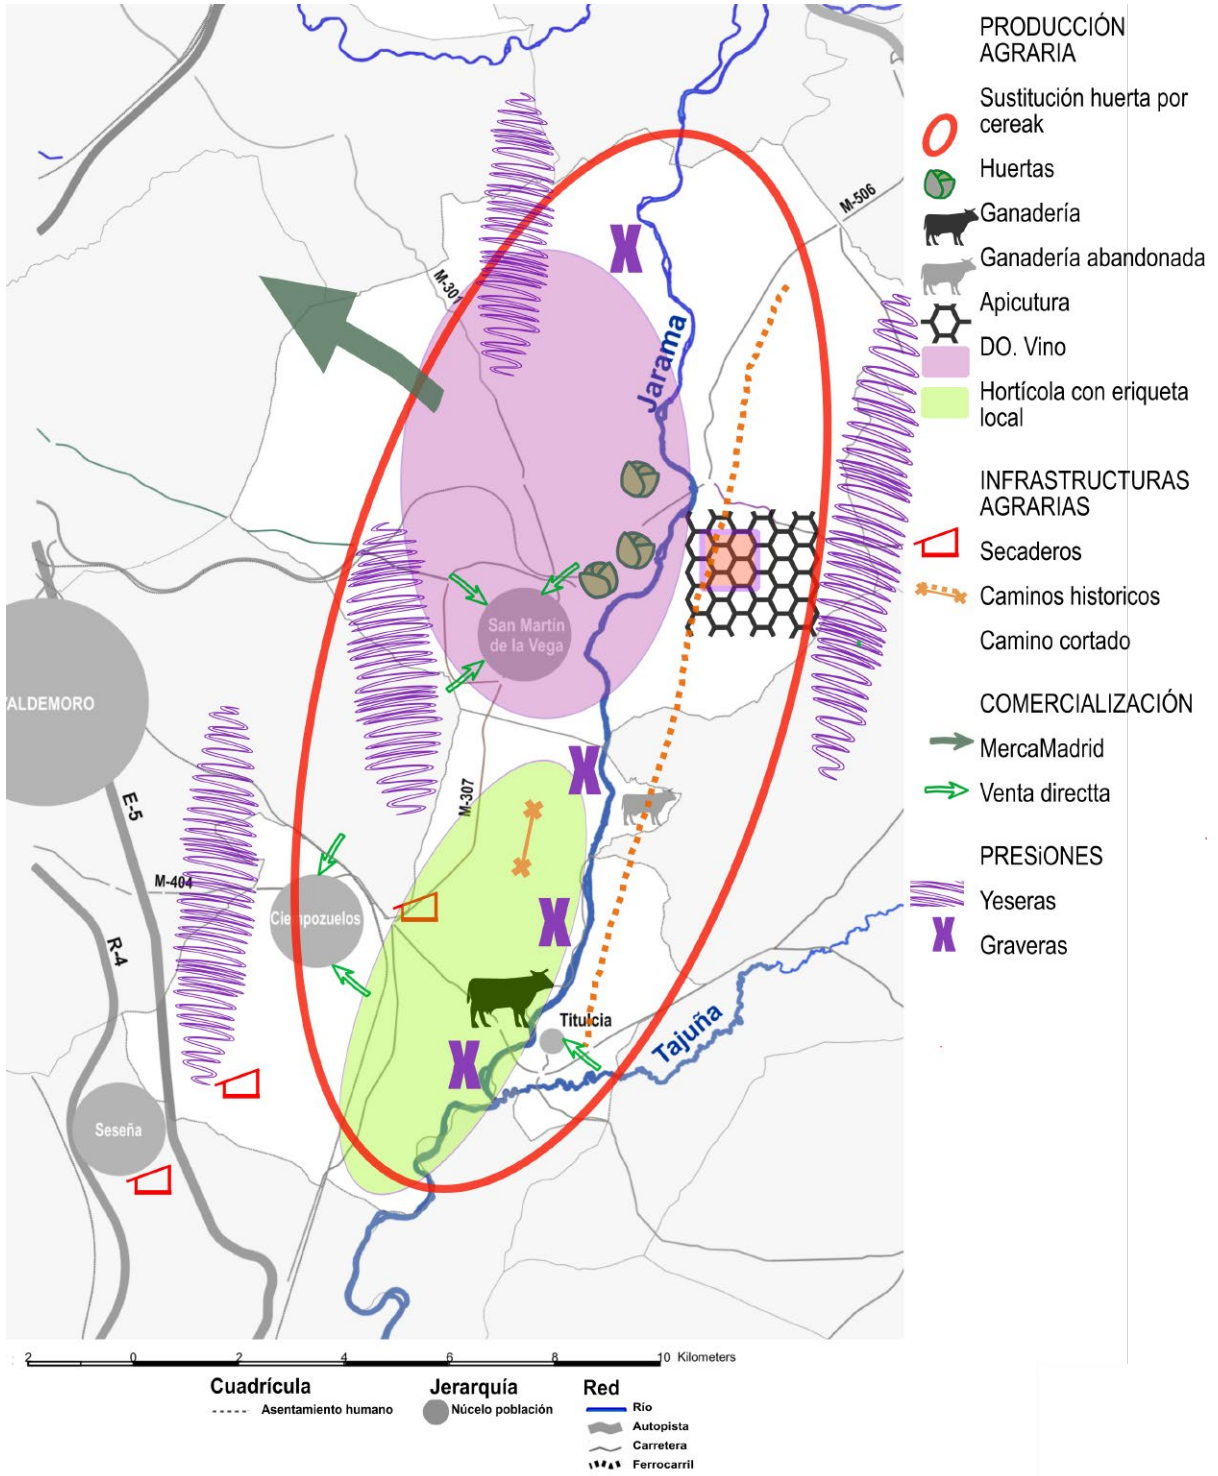 PRODUCCIÓN
AGRARIA
Sustitución huerta por
cereak
Huertas
Ganadería
Ganadería abandonada
Apicutura
DO. Vino
Hortícola con eriqueta
local
INFRASTRUCTURAS
AGRARIAS
Secaderos
Caminos historicos
Camino cortado
COMERCIALIZACIÓN
MercaMadrid
Venta directta
PRESiONES
Yeseras
Graveras
M-506
M-301
Jarama
San Martín
de la Vega
ALDEMORO
E-5
M-307
M-404
Ciempozuelos
R-4
Titulcia
Tajuña
Seseña
2 0 2 4 6 8 10 Kilometers
Cuadrícula
Asentamiento humano
Jerarquía
Núcelo población
Red
Río
Autopista
Carretera
Ferrocarril